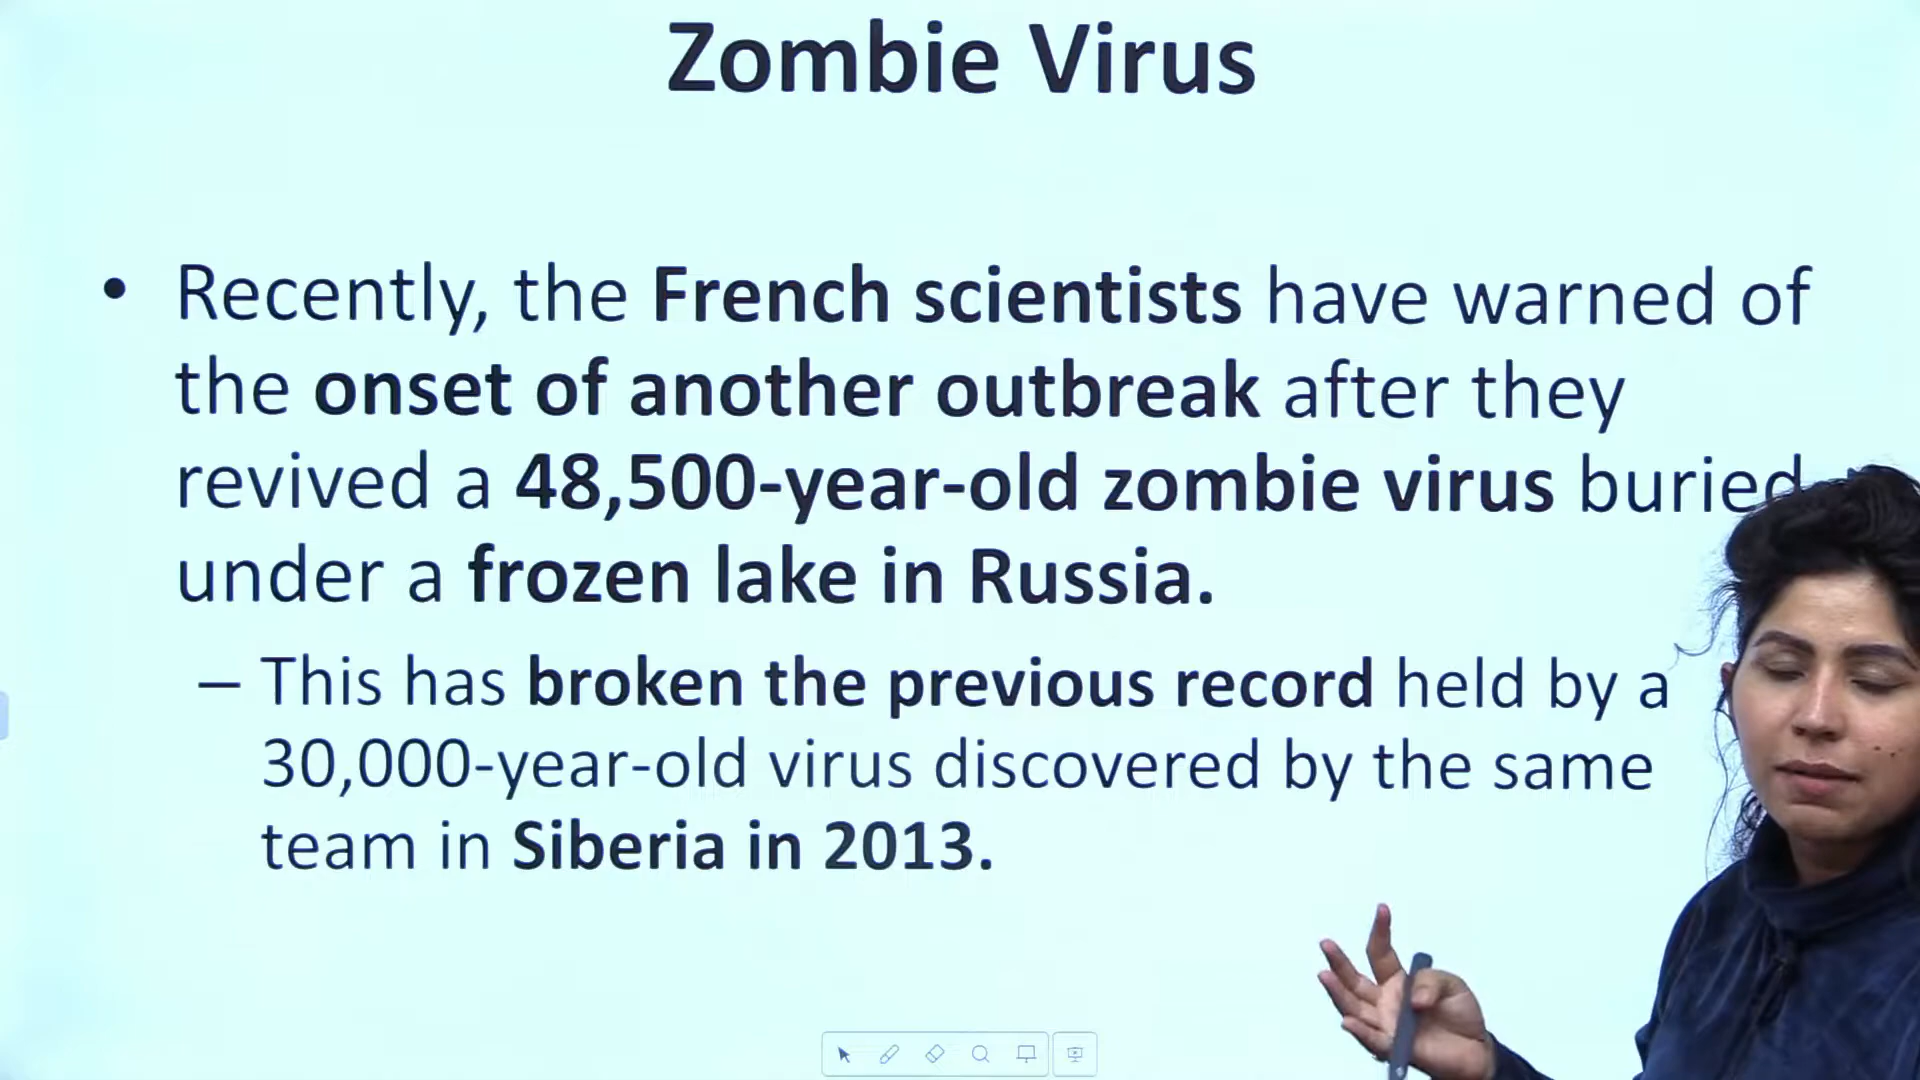 Zombie Virus
• Recently, the French scientists have warned of
the onset of another outbreak after they
revived a 48,500-year-old zombie virus buried
under a frozen lake in Russia.
– This has broken the previous record held by a
30,000-year-old virus discovered by the same
team in Siberia in 2013.